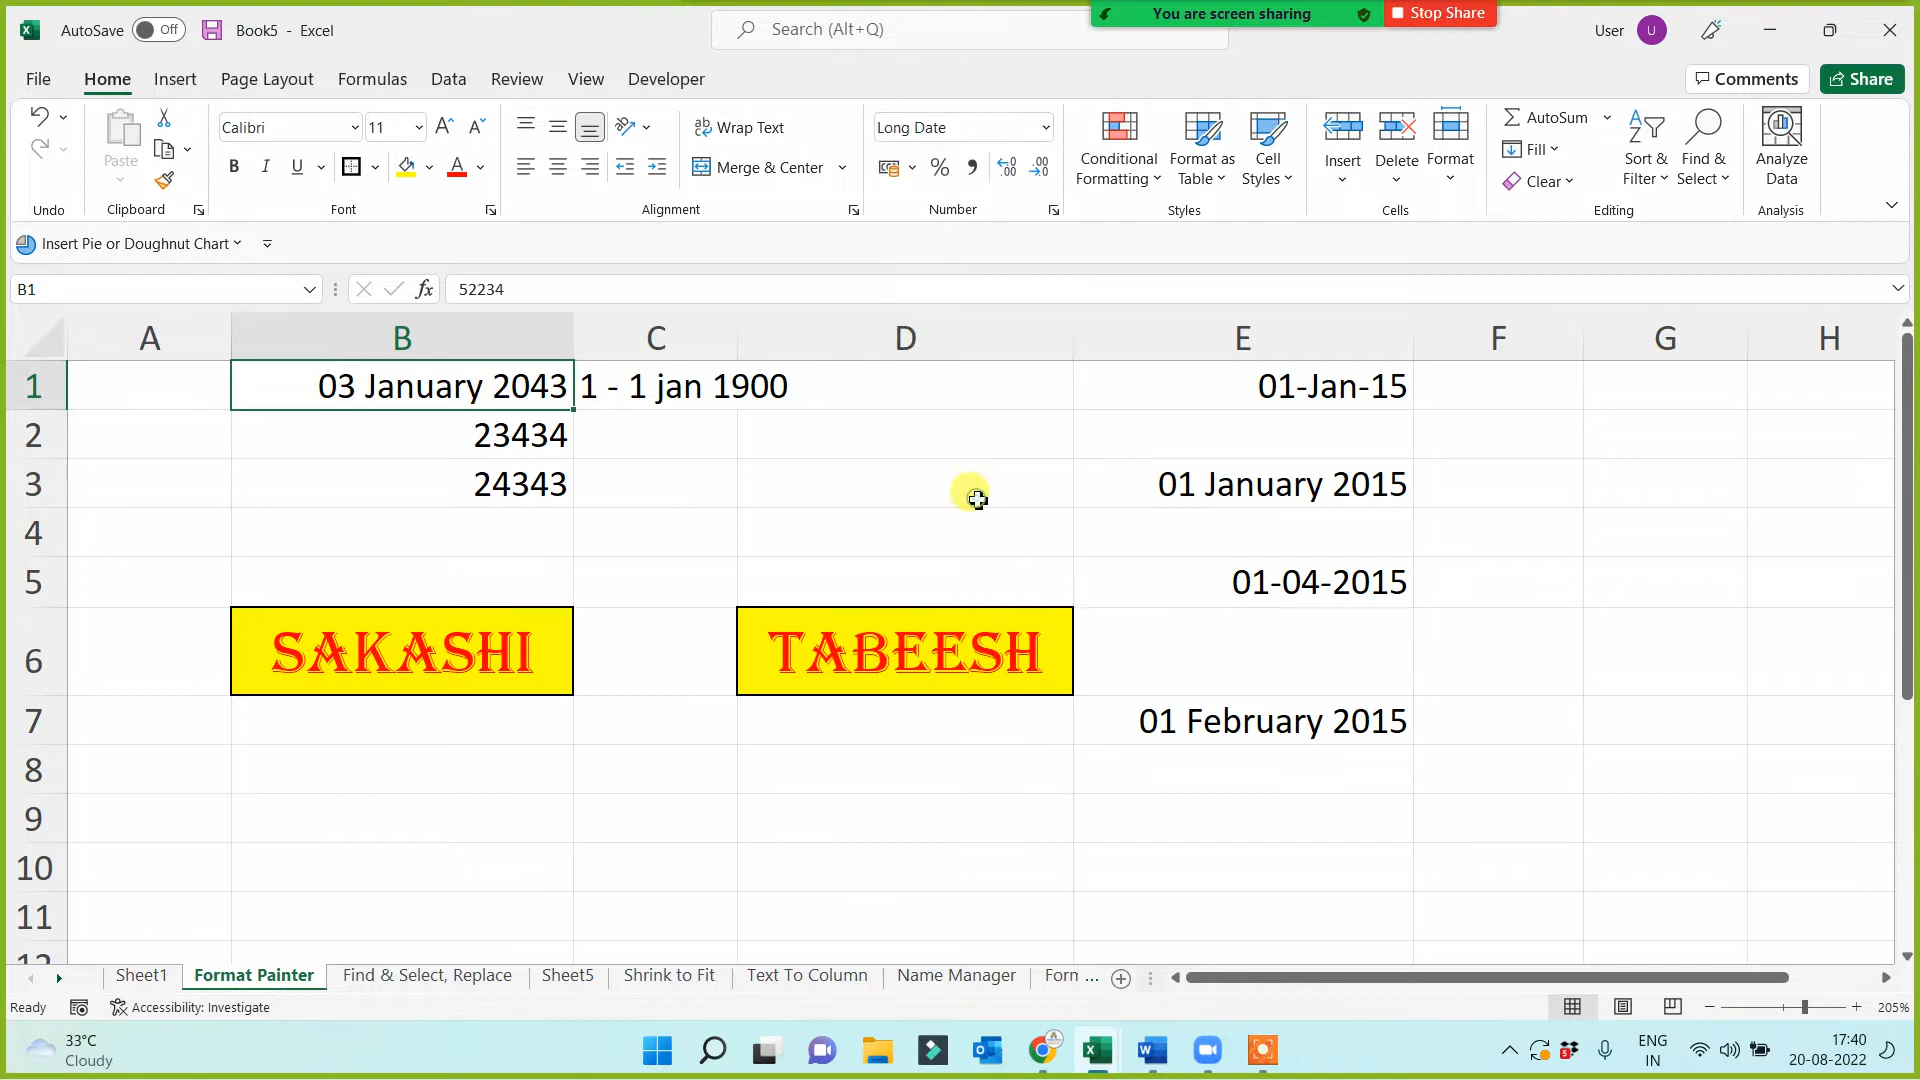 You are screen sharing Stop Share
AutoSave Off Book5 - Excel Search (Alt+Q) User U
File Home Insert Page Layout Formulas Data Review View Developer Comments Share
Calibri 11 Wrap Text Long Date AutoSum
Paste Conditional Format as Cell Insert Delete Format Fill Sort & Find & Analyze
B I U A Merge & Center % Formatting Table Styles Clear Filter Select Data
Undo Clipboard Font Alignment Number Styles Cells Editing Analysis
Insert Pie or Doughnut Chart
B1 fx 52234
A B C D E F G H
1 03 January 2043 1 - 1 jan 1900 01-Jan-15
2 23434
3 24343 01 January 2015
4
5 01-04-2015
6 SAKASHI TABEESH
7 01 February 2015
8
9
10
11
12
Sheet1 Format Painter Find & Select, Replace Sheet5 Shrink to Fit Text To Column Name Manager Forn ...
Ready Accessibility: Investigate 205%
33°C
Cloudy
ENG
IN
17:40
20-08-2022